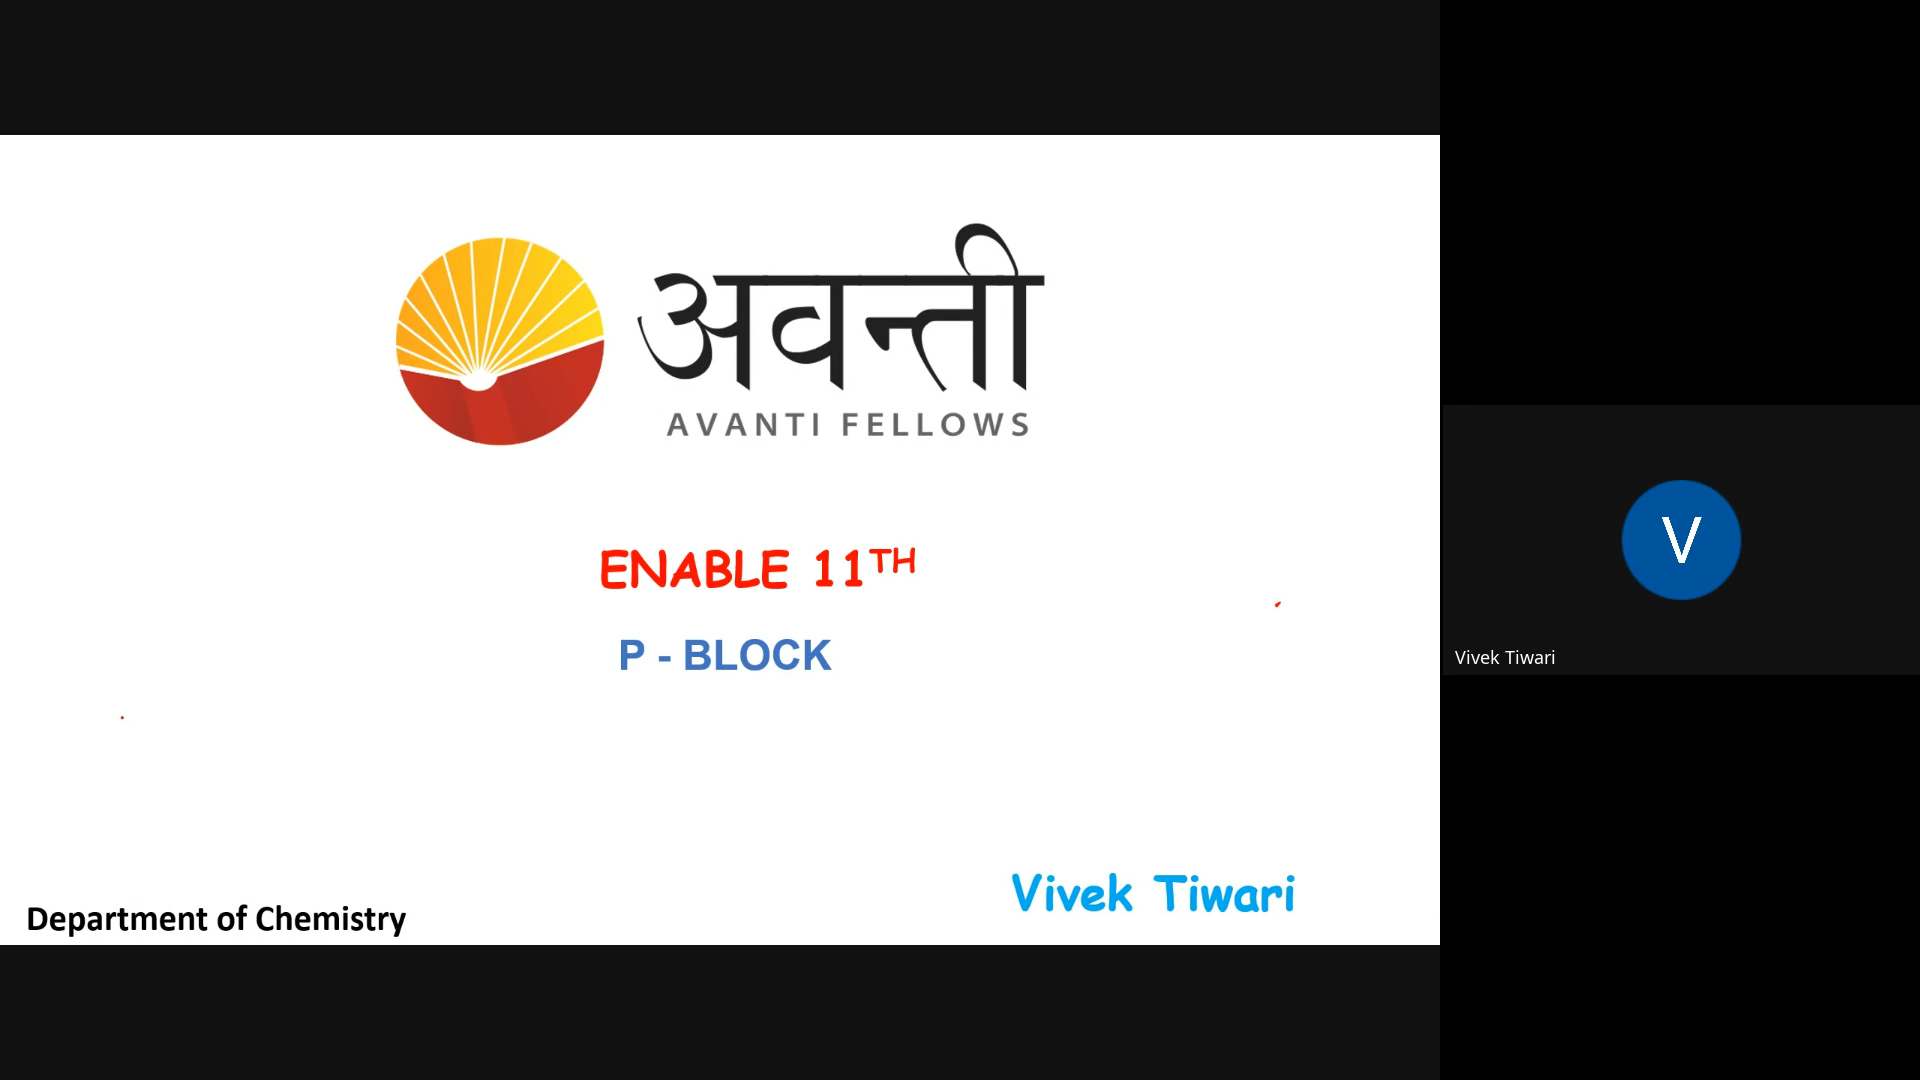 अवन्ती
AVANTI FELLOWS
ENABLE 11TH
P - BLOCK
Vivek Tiwari
Department of Chemistry
V
Vivek Tiwari